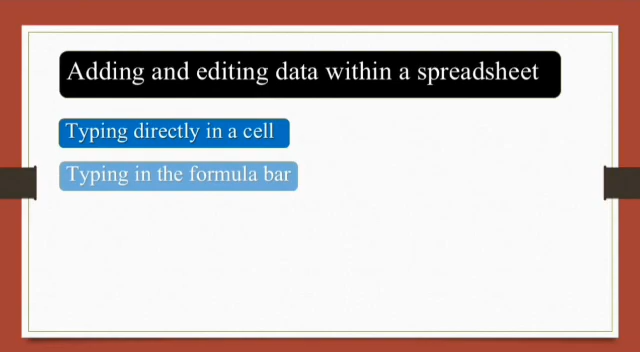 Adding and editing data within a spreadsheet
Typing directly in a cell
Typing in the formula bar